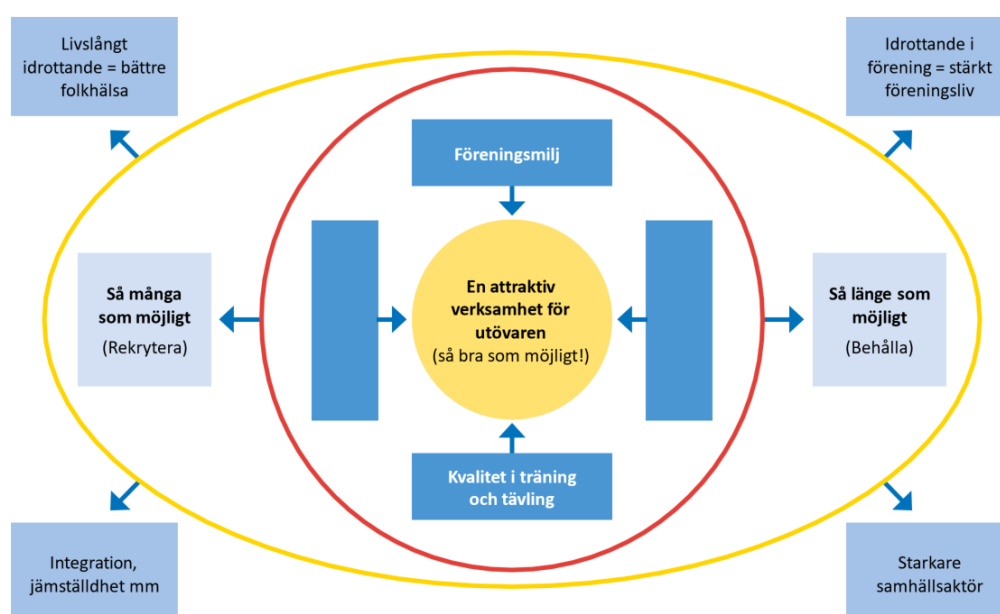 Livslångt
idrottande = bättre
folkhälsa
Idrottande i
förening = stärkt
föreningsliv
Föreningsmilj
Så många
som möjligt
(Rekrytera)
En attraktiv
verksamhet för
utövaren
(så bra som möjligt!)
Så länge som
möjligt
(Behålla)
Kvalitet i träning
och tävling
Integration,
jämställdhet mm
Starkare
samhällsaktör